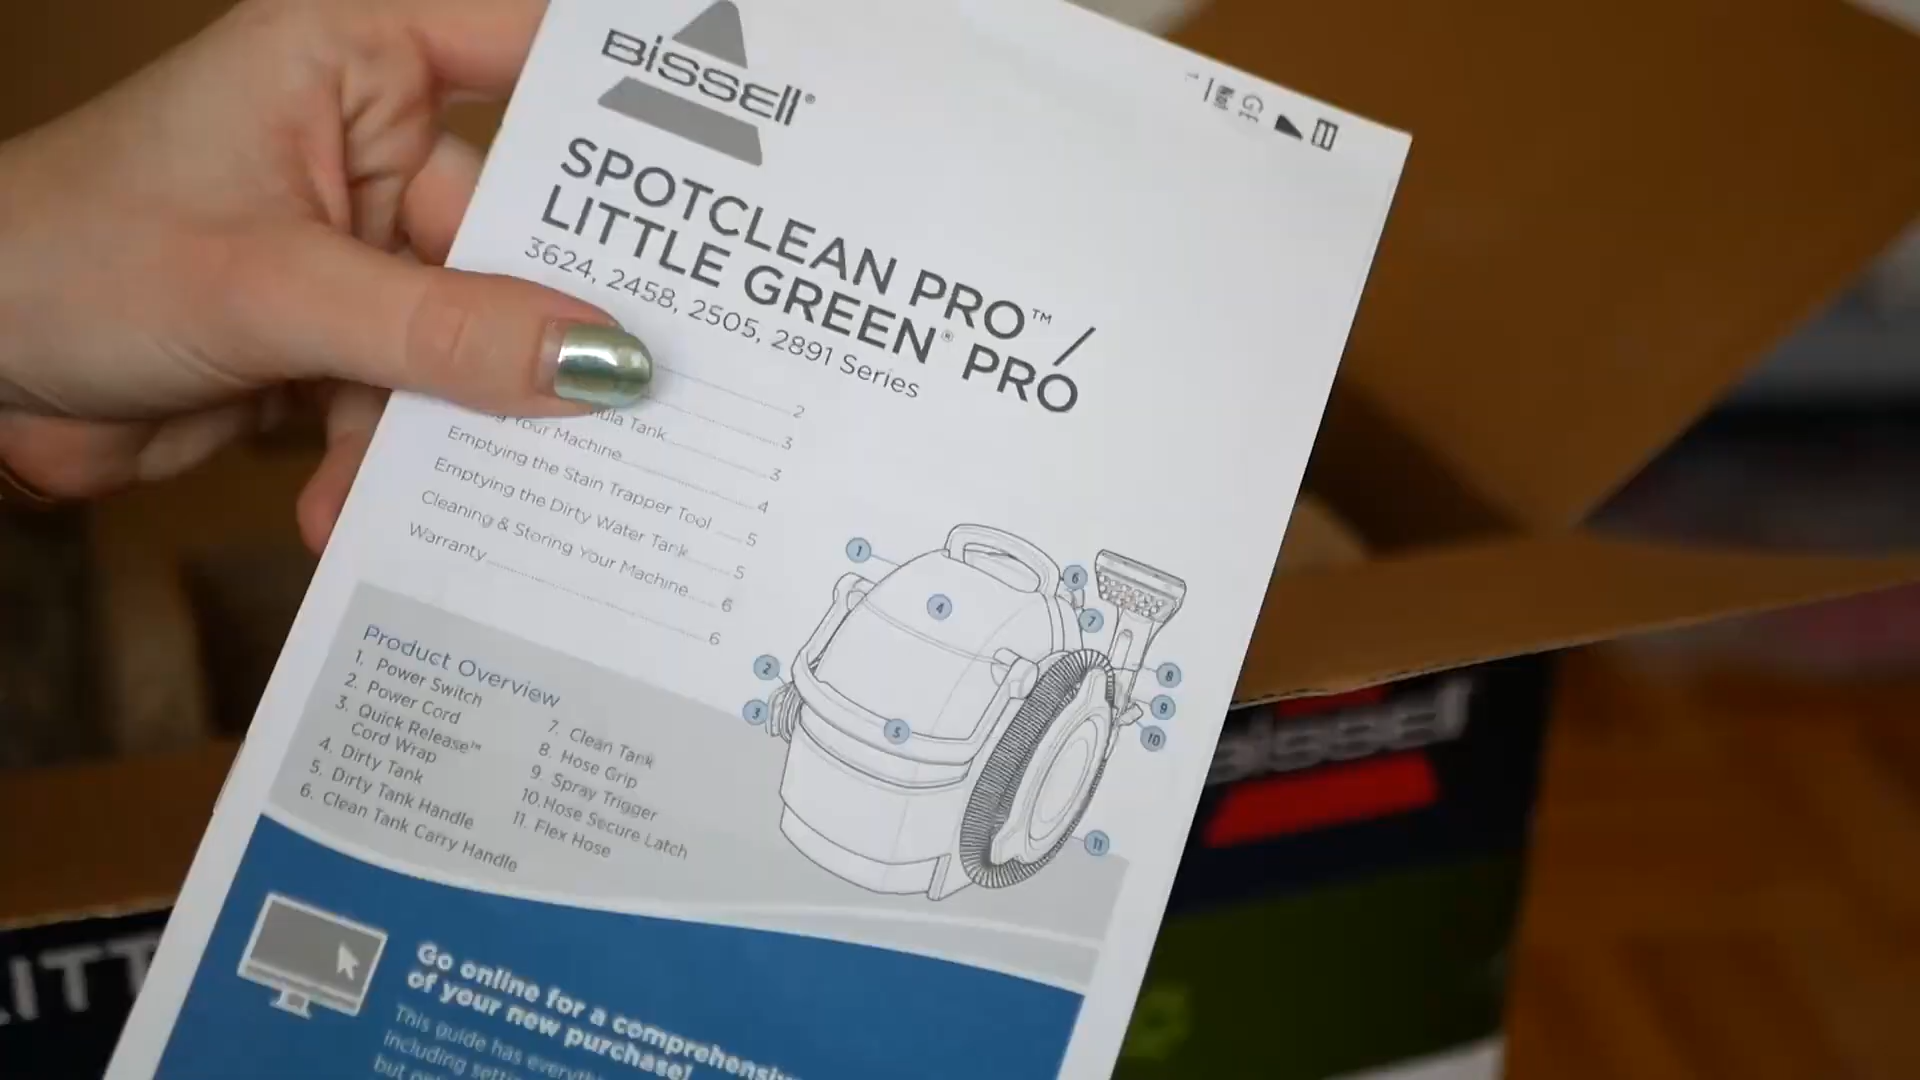 BISSELL®
SPOTCLEAN PRO™ /
LITTLE GREEN® PRO
3624, 2458, 2505, 2891 Series
2
Tank 3
Your Machine 3
Emptying the Stain Trapper Tool 4
Emptying the Dirty Water Tank 5
Cleaning & Storing Your Machine 5
Warranty 6
6
Product Overview
1. Power Switch
2. Power Cord
3. Quick Release™
Cord Wrap
4. Dirty Tank
5. Dirty Tank Handle
6. Clean Tank Carry Handle
7. Clean Tank
8. Hose Grip
9. Spray Trigger
10. Hose Secure Latch
11. Flex Hose
1
2
3
4
5
6
7
8
9
10
11
Go online for a
of your new purchase!
This guide has
including
but
BISSELL